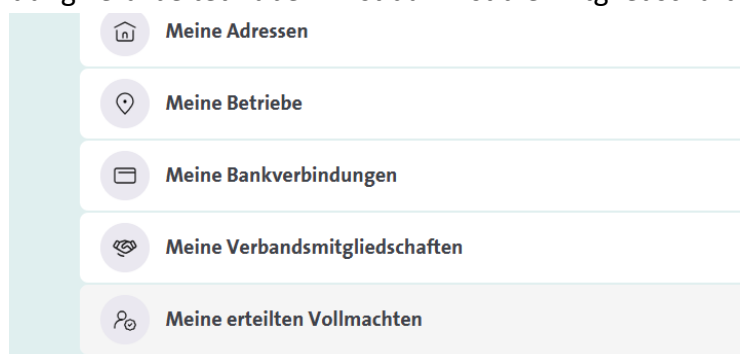 Meine Adressen
Meine Betriebe
Meine Bankverbindungen
Meine Verbandsmitgliedschaften
Meine erteilten Vollmachten